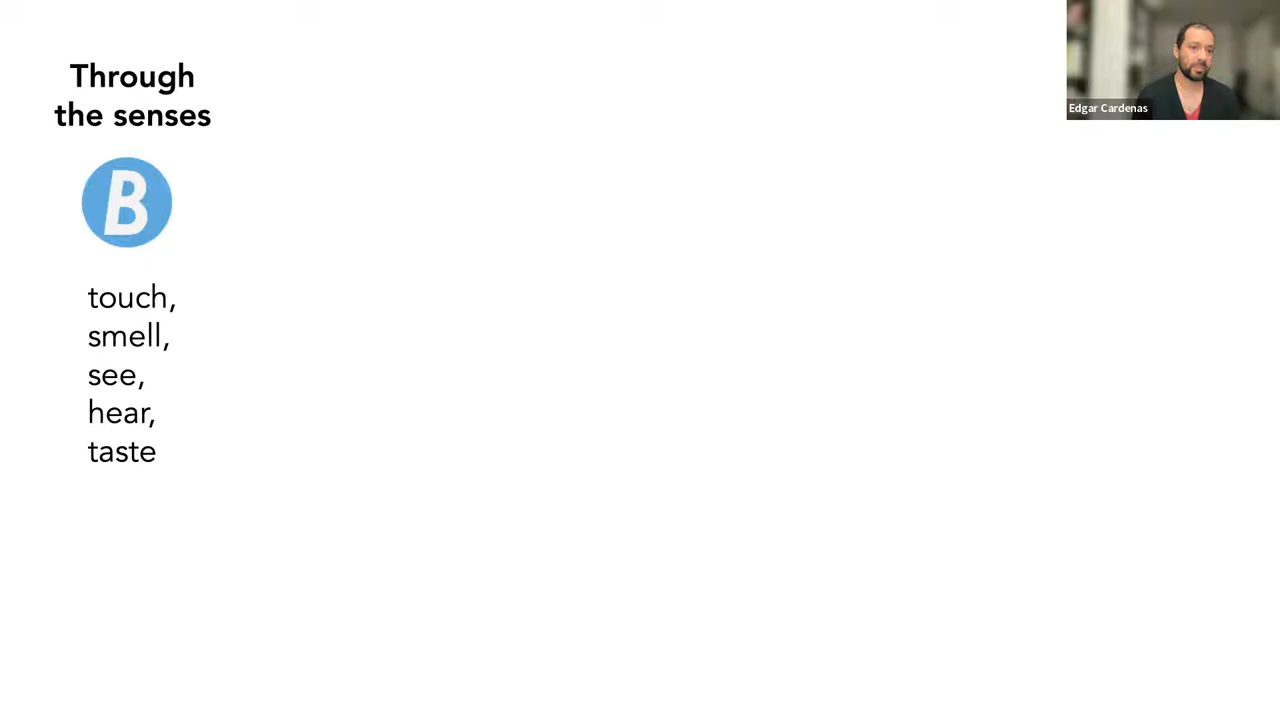 Through
the senses
B
touch,
smell,
see,
hear,
taste
Edgar Cardenas